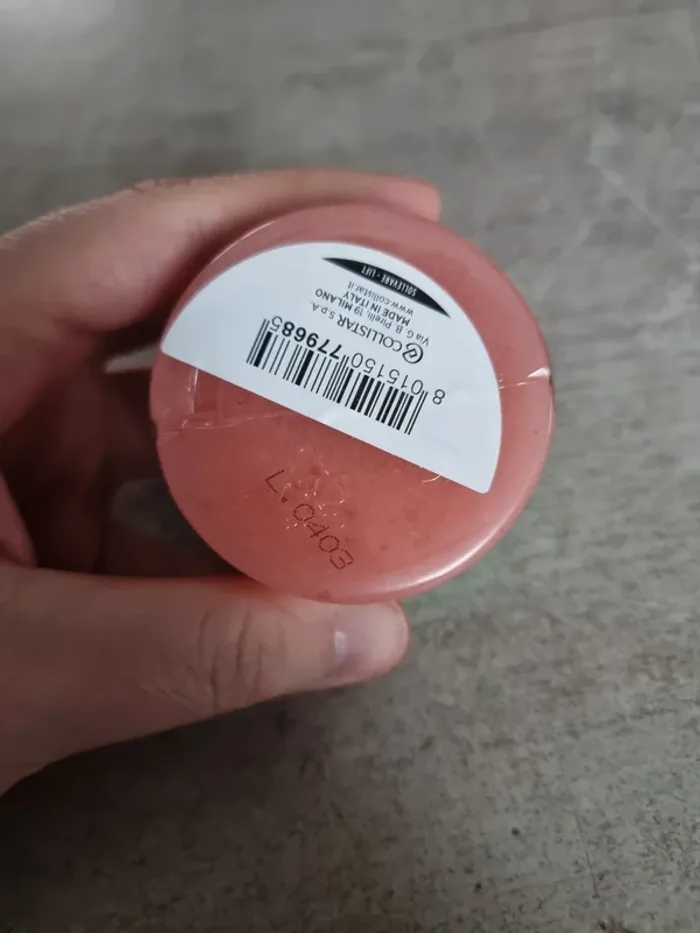 8 015150 779685
COLLISTAR S.p.A.
Via G.B. Pirelli, 19 MILANO
MADE IN ITALY
www.collistar.it
SOLLEVARE • LIFT
L.0403